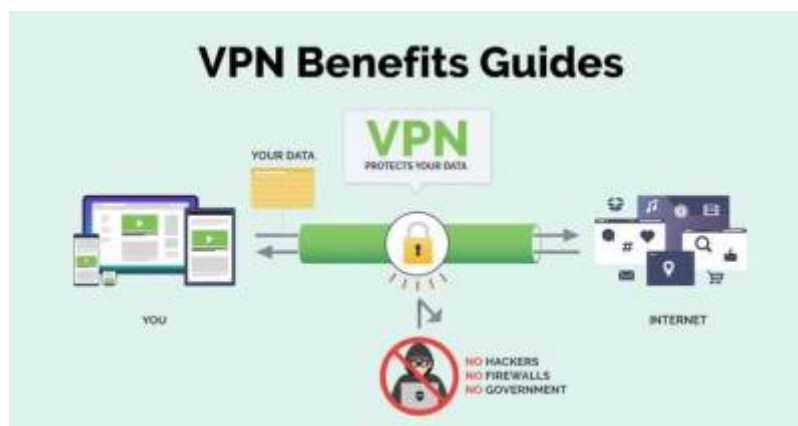 VPN Benefits Guides
VPN
PROTECTS YOUR DATA
YOUR DATA
YOU
INTERNET
NO HACKERS
NO FIREWALLS
NO GOVERNMENT